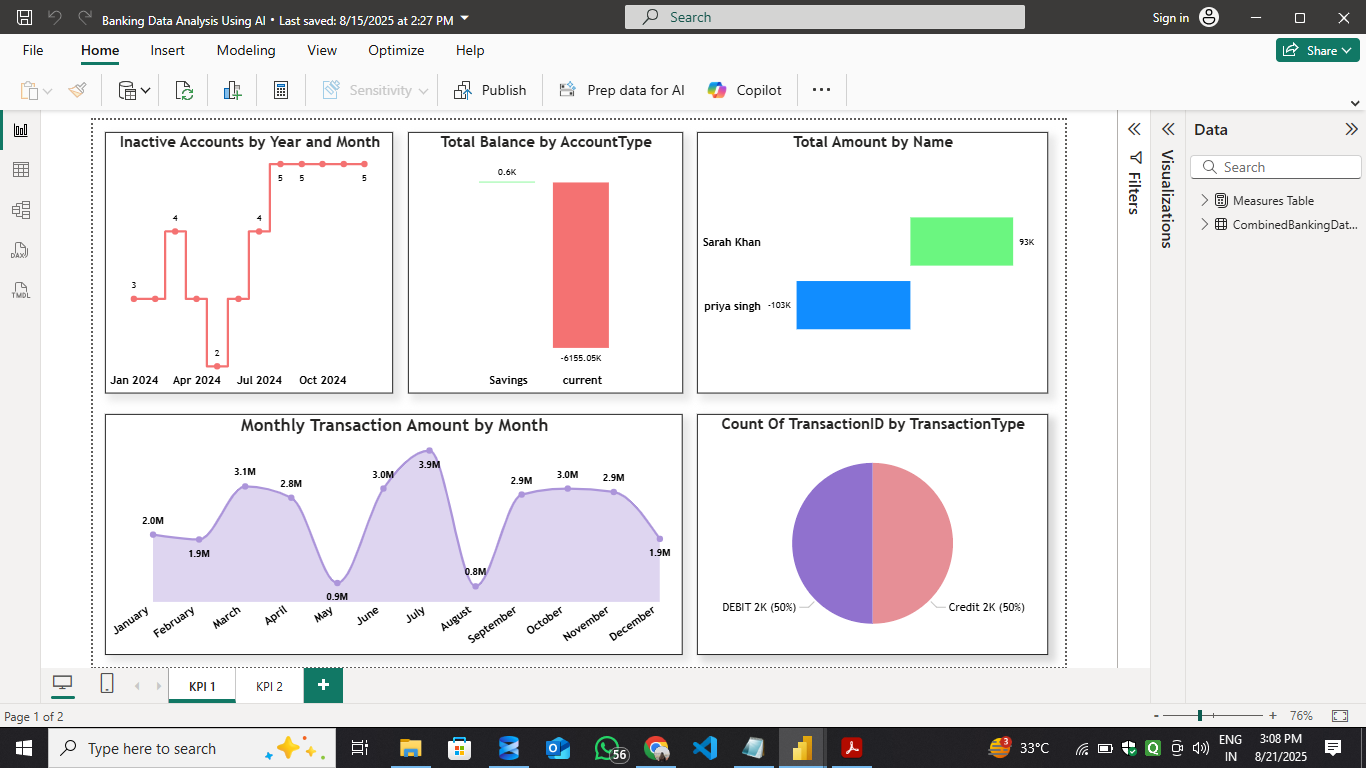 Banking Data Analysis Using AI • Last saved: 8/15/2025 at 2:27 PM
Search
Sign in
File
Home
Insert
Modeling
View
Optimize
Help
Share
Sensitivity
Publish
Prep data for AI
Copilot
Inactive Accounts by Year and Month
3
4
2
4
5
5
5
Jan 2024
Apr 2024
Jul 2024
Oct 2024
Total Balance by AccountType
0.6K
-6155.05K
Savings
current
Total Amount by Name
Sarah Khan
93K
priya singh
-103K
Monthly Transaction Amount by Month
2.0M
1.9M
3.1M
2.8M
0.9M
3.0M
3.9M
0.8M
2.9M
3.0M
2.9M
1.9M
January
February
March
April
May
June
July
August
September
October
November
December
Count Of TransactionID by TransactionType
DEBIT 2K (50%)
Credit 2K (50%)
Filters
Visualizations
Data
Search
Measures Table
CombinedBankingDat...
DAX
TMDL
KPI 1
KPI 2
Page 1 of 2
76%
Type here to search
56
3
33°C
ENG
IN
3:08 PM
8/21/2025